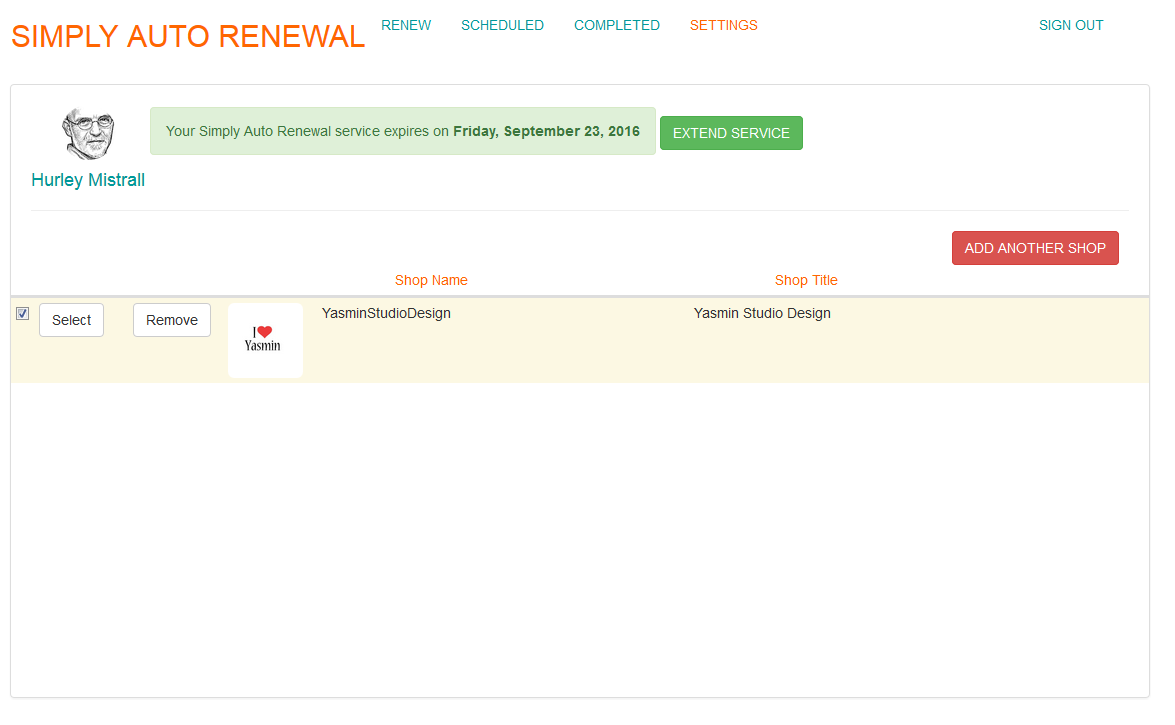 SIMPLY AUTO RENEWAL
RENEW
SCHEDULED
COMPLETED
SETTINGS
SIGN OUT
Your Simply Auto Renewal service expires on Friday, September 23, 2016
EXTEND SERVICE
Hurley Mistrall
ADD ANOTHER SHOP
Shop Name
Shop Title
Select
Remove
I
Yasmin
YasminStudioDesign
Yasmin Studio Design